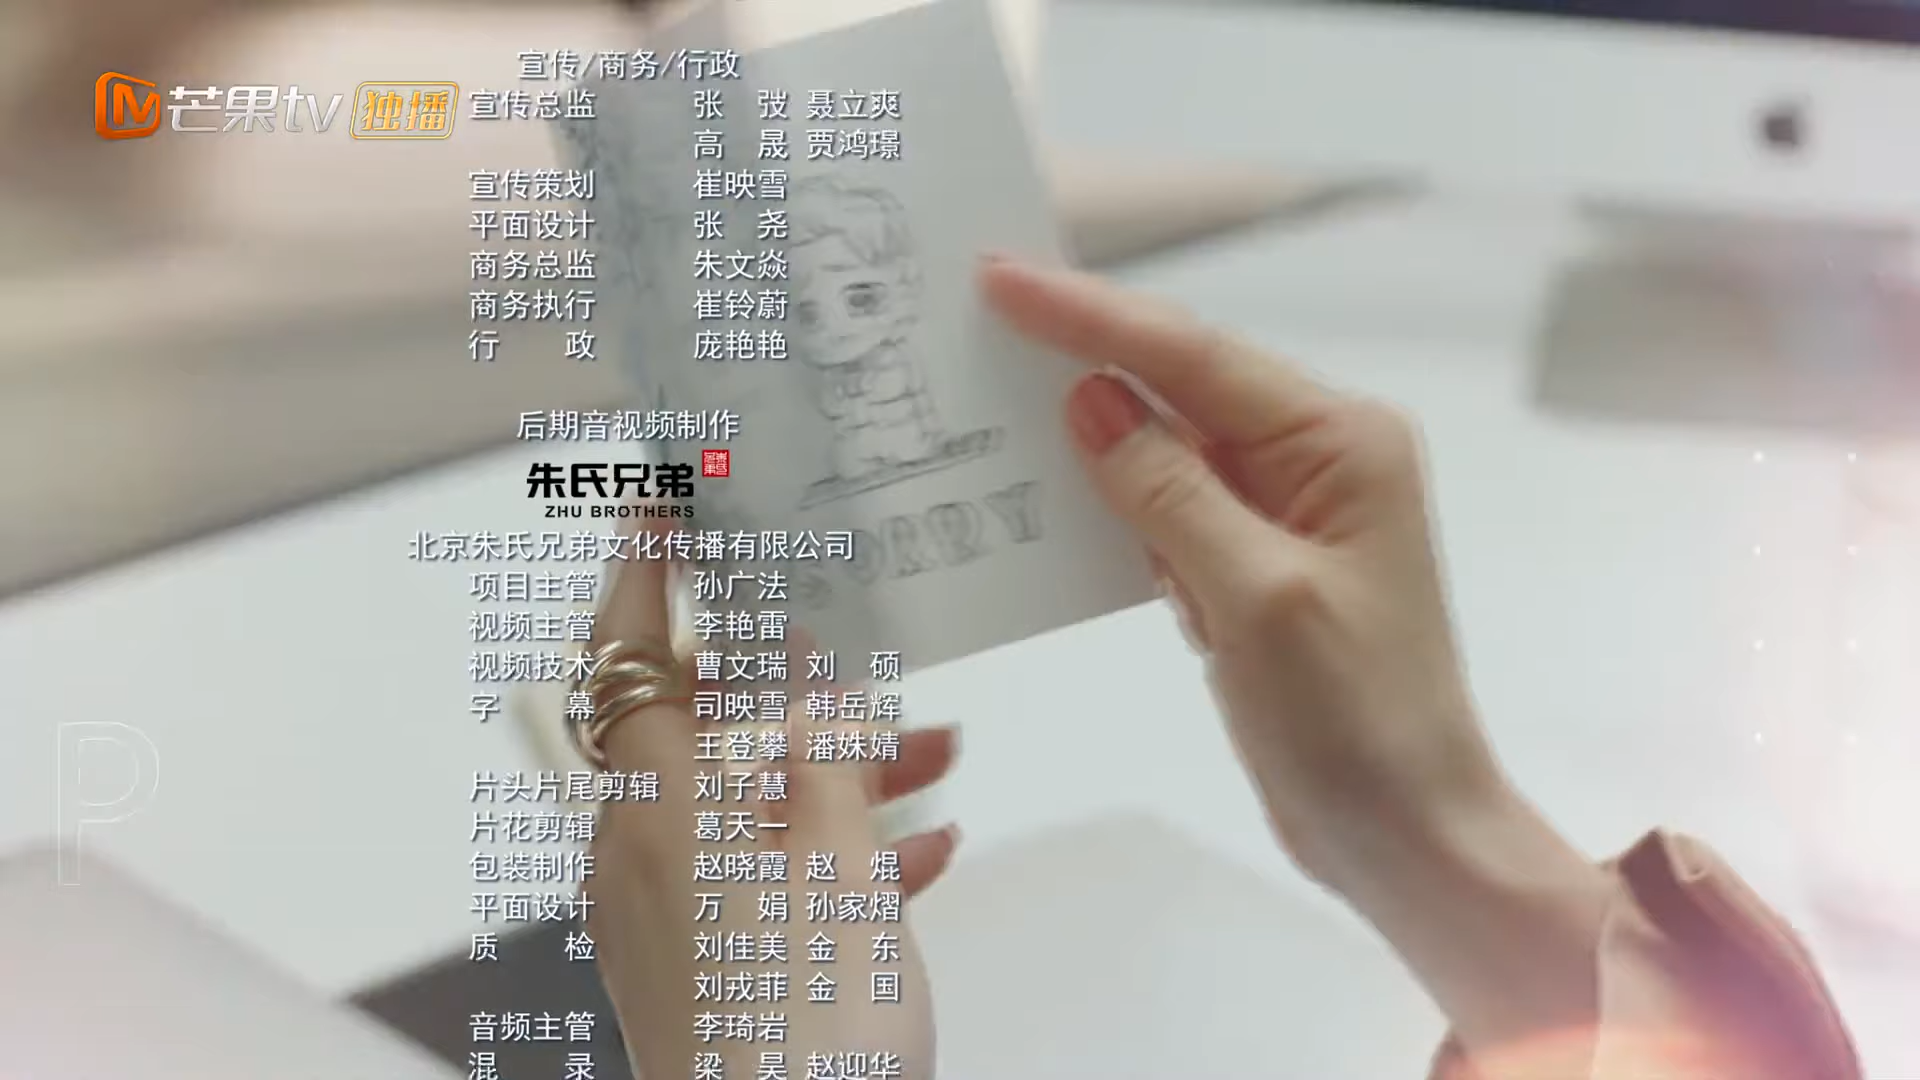 宣传/商务/行政
芒果tv 独播
宣传总监 张弢 聂立爽
高晟 贾鸿璟
宣传策划 崔映雪
平面设计 张尧
商务总监 朱文焱
商务执行 崔铃蔚
行政 庞艳艳
后期音视频制作
朱氏兄弟
ZHU BROTHERS
北京朱氏兄弟文化传播有限公司
SORRY
项目主管 孙广法
视频主管 李艳雷
视频技术 曹文瑞 刘硕
字幕 司映雪 韩岳辉
王登攀 潘姝婧
片头片尾剪辑 刘子慧
片花剪辑 葛天一
包装制作 赵晓霞 赵焜
平面设计 万娟 孙家熠
质检 刘佳美 金东
刘戎菲 金国
音频主管 李琦岩
混录 梁昊 赵迎华
P